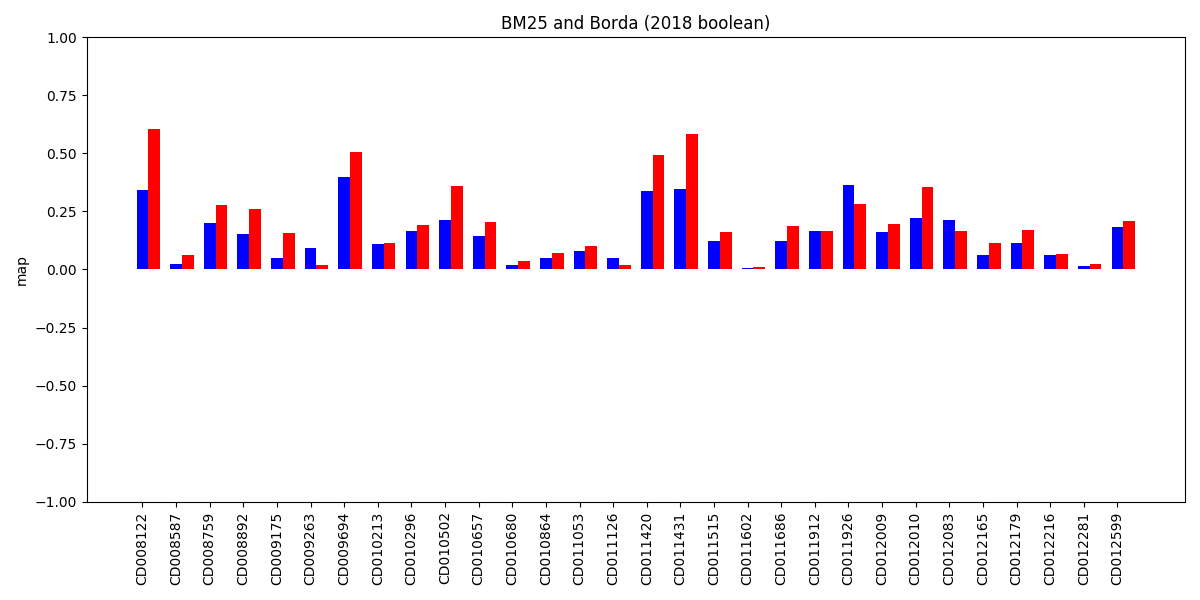 BM25 and Borda (2018 boolean)
1.00
0.75
0.50
0.25
0.00
−0.25
−0.50
−0.75
−1.00
map
CD008122
CD008587
CD008759
CD008892
CD009175
CD009263
CD009694
CD010213
CD010296
CD010502
CD010657
CD010680
CD010864
CD011053
CD011126
CD011420
CD011431
CD011515
CD011602
CD011686
CD011912
CD011926
CD012009
CD012010
CD012083
CD012165
CD012179
CD012216
CD012281
CD012599